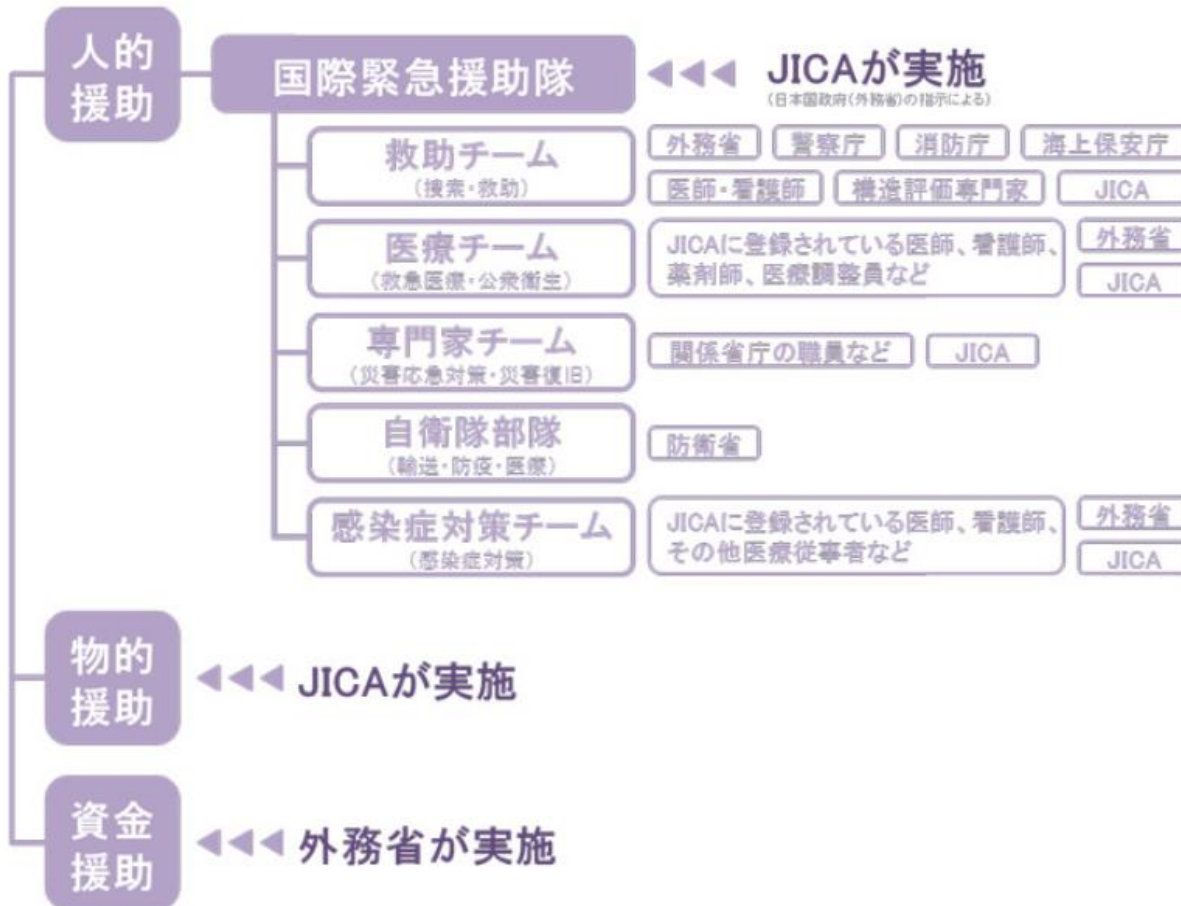 人的
援助
国際緊急援助隊
JICAが実施
(日本国政府(外務省)の指示による)
救助チーム
(捜索・救助)
外務省 警察庁 消防庁 海上保安庁
医師・看護師 構造評価専門家 JICA
医療チーム
(救急医療・公衆衛生)
JICAに登録されている医師、看護師、
薬剤師、医療調整員など
外務省
JICA
専門家チーム
(災害応急対策・災害復旧)
関係省庁の職員など JICA
自衛隊部隊
(輸送・防疫・医療)
防衛省
感染症対策チーム
(感染症対策)
JICAに登録されている医師、看護師、
その他医療従事者など
外務省
JICA
物的
援助
JICAが実施
資金
援助
外務省が実施